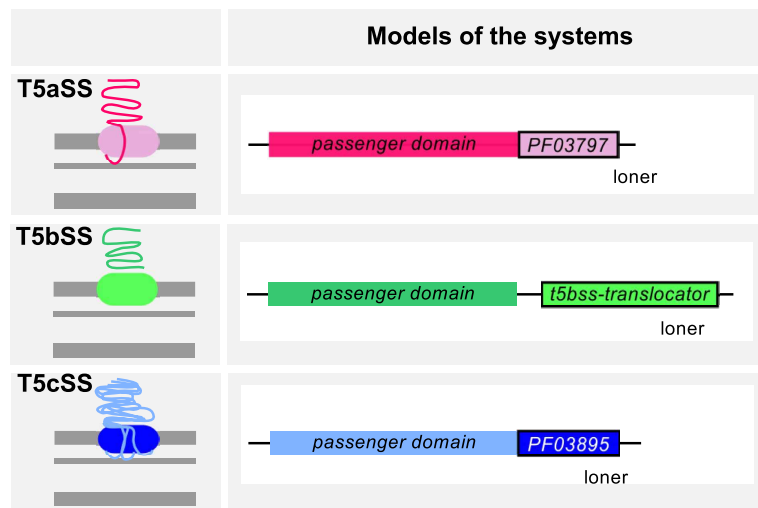 Models of the systems
T5aSS
passenger domain PF03797
loner
T5bSS
passenger domain t5bss-translocator
loner
T5cSS
passenger domain PF03895
loner